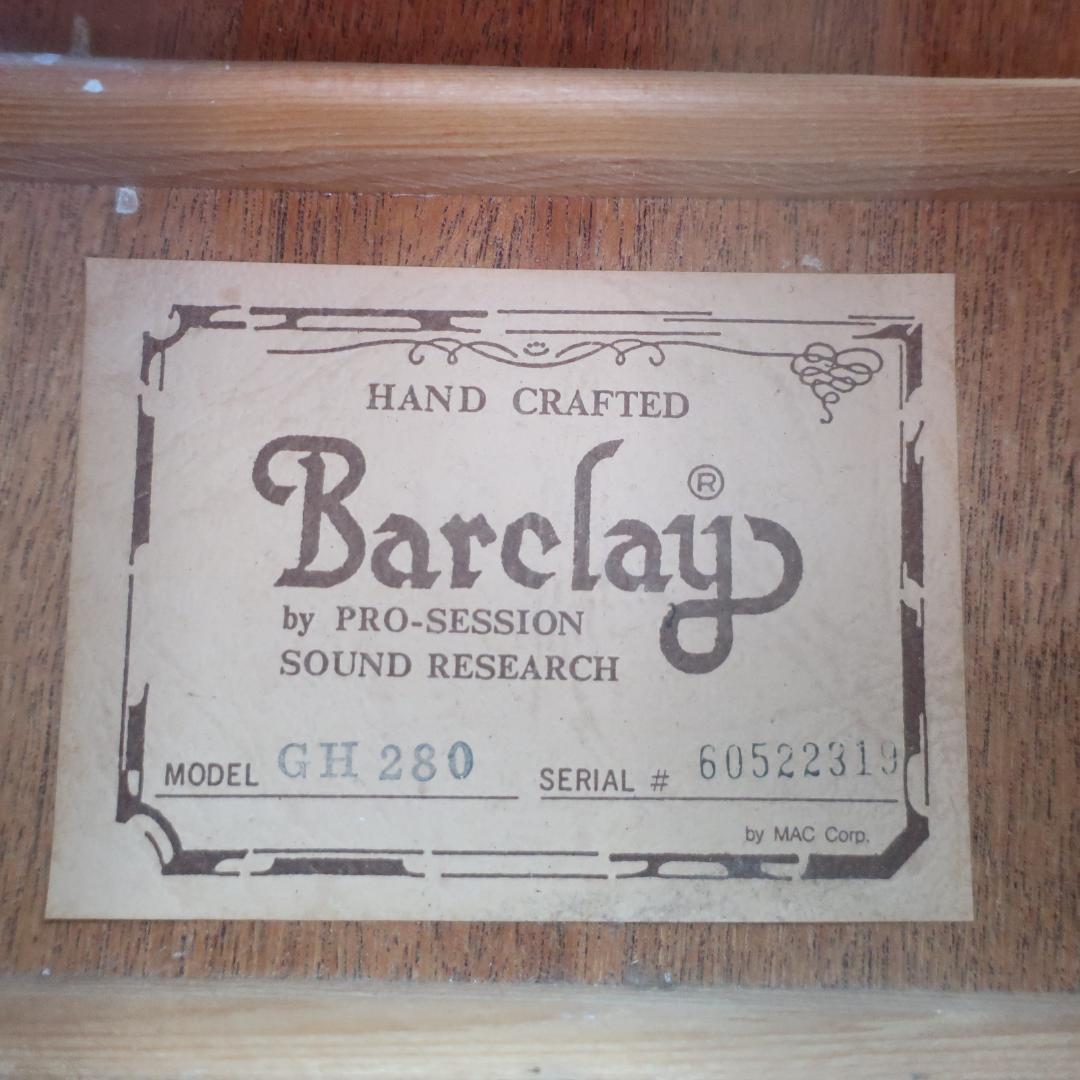 HAND CRAFTED
Barclay®
by PRO-SESSION
SOUND RESEARCH
MODEL GH 280 SERIAL # 60522319
by MAC Corp.